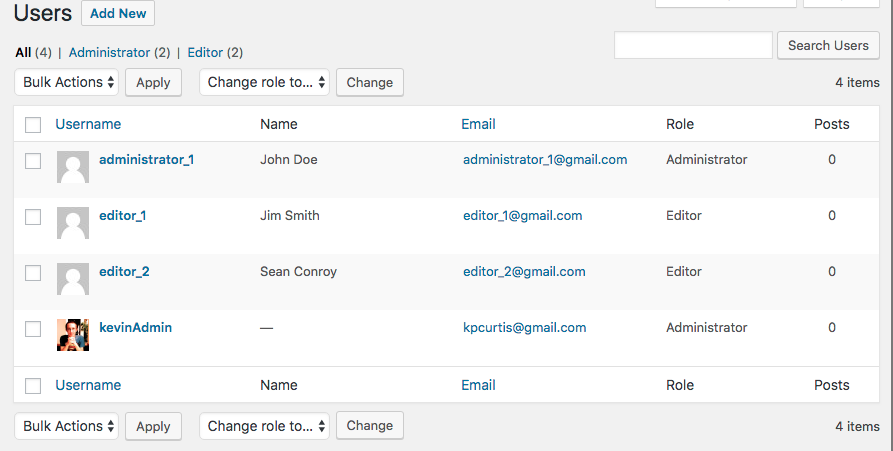 Users Add New
All (4) | Administrator (2) | Editor (2)
Search Users
Bulk Actions Apply Change role to... Change 4 items
Username Name Email Role Posts
administrator_1 John Doe administrator_1@gmail.com Administrator 0
editor_1 Jim Smith editor_1@gmail.com Editor 0
editor_2 Sean Conroy editor_2@gmail.com Editor 0
kevinAdmin — kpcurtis@gmail.com Administrator 0
Username Name Email Role Posts
Bulk Actions Apply Change role to... Change 4 items